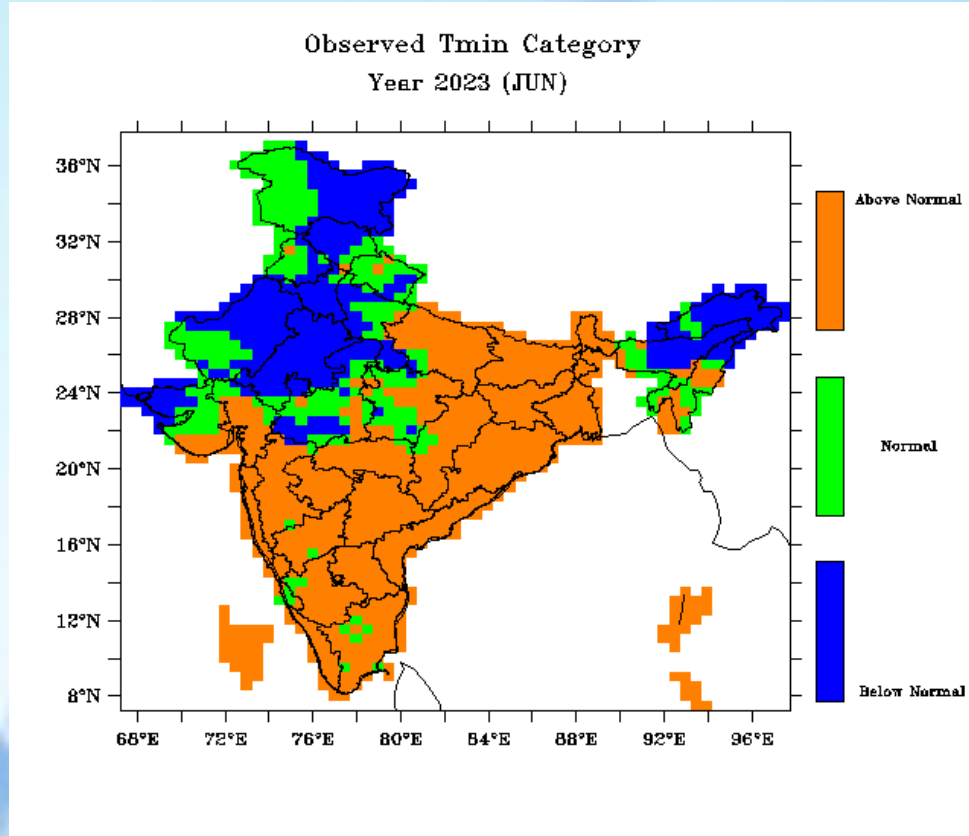 Observed Tmin Category
Year 2023 (JUN)
36°N
32°N
28°N
24°N
20°N
16°N
12°N
8°N
68°E 72°E 76°E 80°E 84°E 88°E 92°E 96°E
Above Normal
Normal
Below Normal